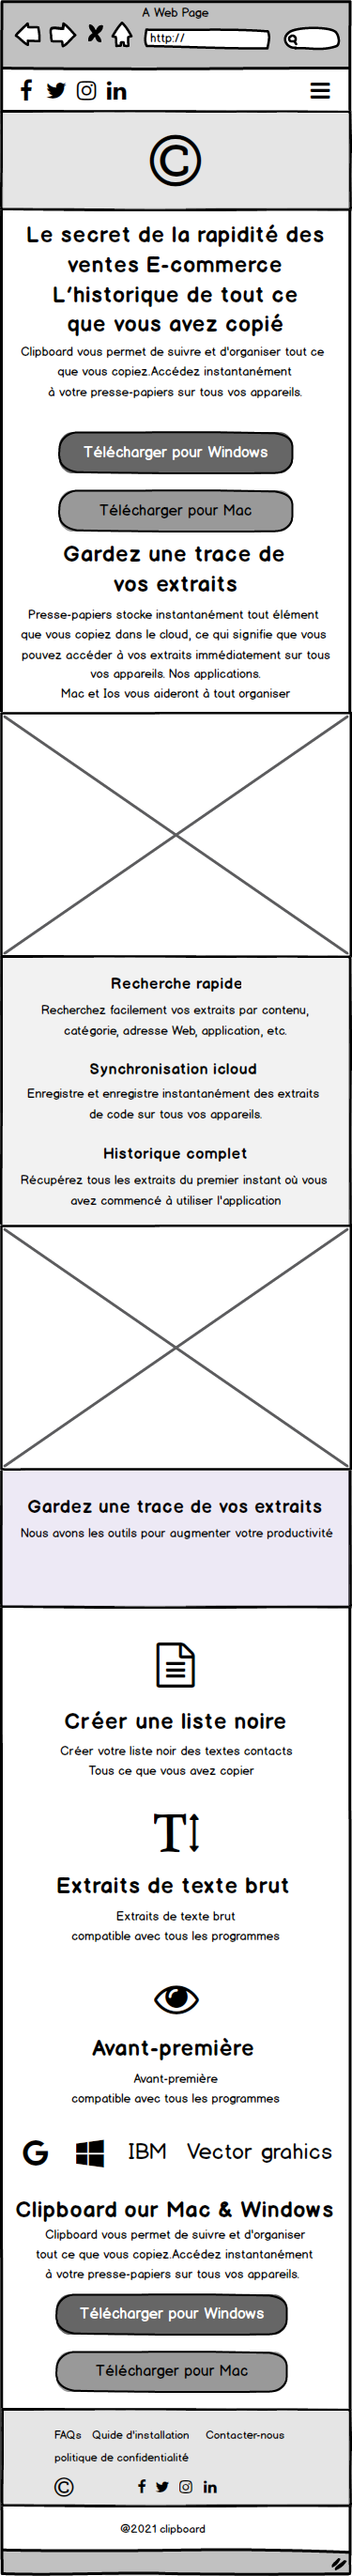 A Web Page
http://
Le secret de la rapidité des
ventes E-commerce
L'historique de tout ce
que vous avez copié
Clipboard vous permet de suivre et d'organiser tout ce
que vous copiez.Accédez instantanément
à votre presse-papiers sur tous vos appareils.
Télécharger pour Windows
Télécharger pour Mac
Gardez une trace de
vos extraits
Presse-papiers stocke instantanément tout élément
que vous copiez dans le cloud, ce qui signifie que vous
pouvez accéder à vos extraits immédiatement sur tous
vos appareils. Nos applications.
Mac et Ios vous aideront à tout organiser
Recherche rapide
Recherchez facilement vos extraits par contenu,
catégorie, adresse Web, application, etc.
Synchronisation icloud
Enregistre et enregistre instantanément des extraits
de code sur tous vos appareils.
Historique complet
Récupérez tous les extraits du premier instant où vous
avez commencé à utiliser l'application
Gardez une trace de vos extraits
Nous avons les outils pour augmenter votre productivité
Créer une liste noire
Créer votre liste noir des textes contacts
Tous ce que vous avez copier
Extraits de texte brut
Extraits de texte brut
compatible avec tous les programmes
Avant-première
Avant-première
compatible avec tous les programmes
IBM Vector grahics
Clipboard our Mac & Windows
Clipboard vous permet de suivre et d'organiser
tout ce que vous copiez.Accédez instantanément
à votre presse-papiers sur tous vos appareils.
Télécharger pour Windows
Télécharger pour Mac
FAQs Quide d'installation Contacter-nous
politique de confidentialité
©
@2021 clipboard